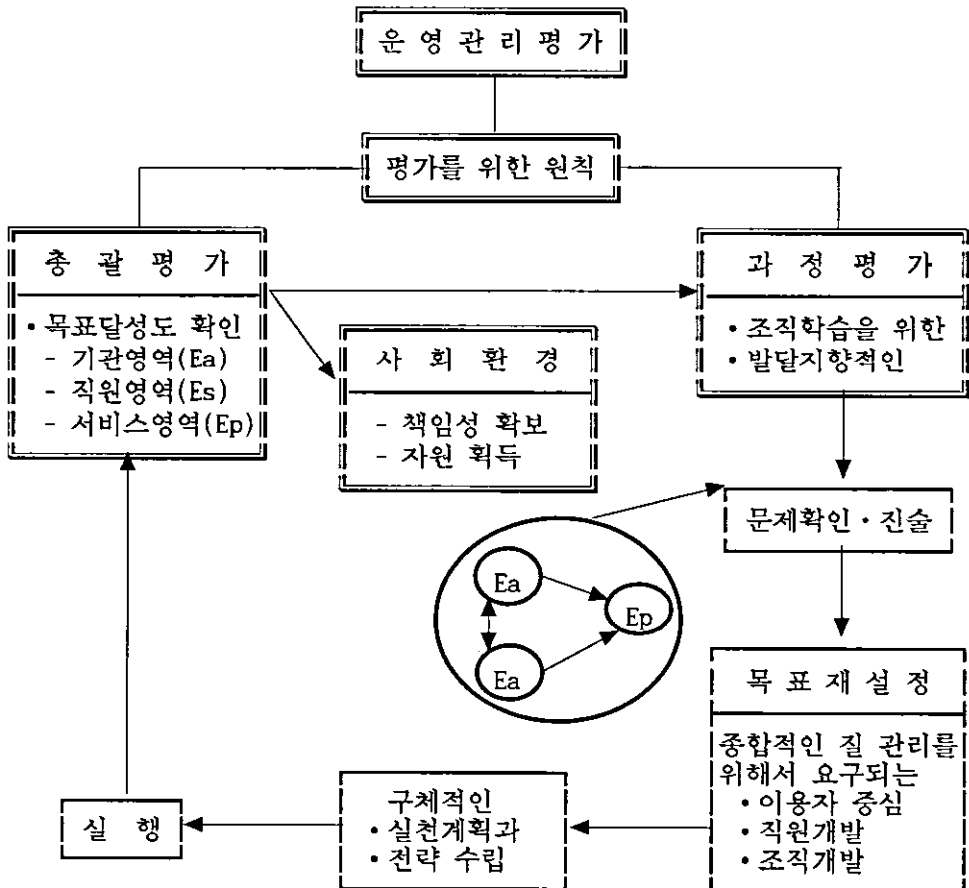 운 영 관 리 평 가
평가를 위한 원칙
총 괄 평 가
• 목표달성도 확인
- 기관영역(Ea)
- 직원영역(Es)
- 서비스영역(Ep)
사 회 환 경
- 책임성 확보
- 자원 획득
과 정 평 가
• 조직학습을 위한
• 발달지향적인
문제확인 · 진술
Ea
Ep
Ea
목 표 재 설 정
종합적인 질 관리를
위해서 요구되는
• 이용자 중심
• 직원개발
• 조직개발
구체적인
• 실천계획과
• 전략 수립
실 행